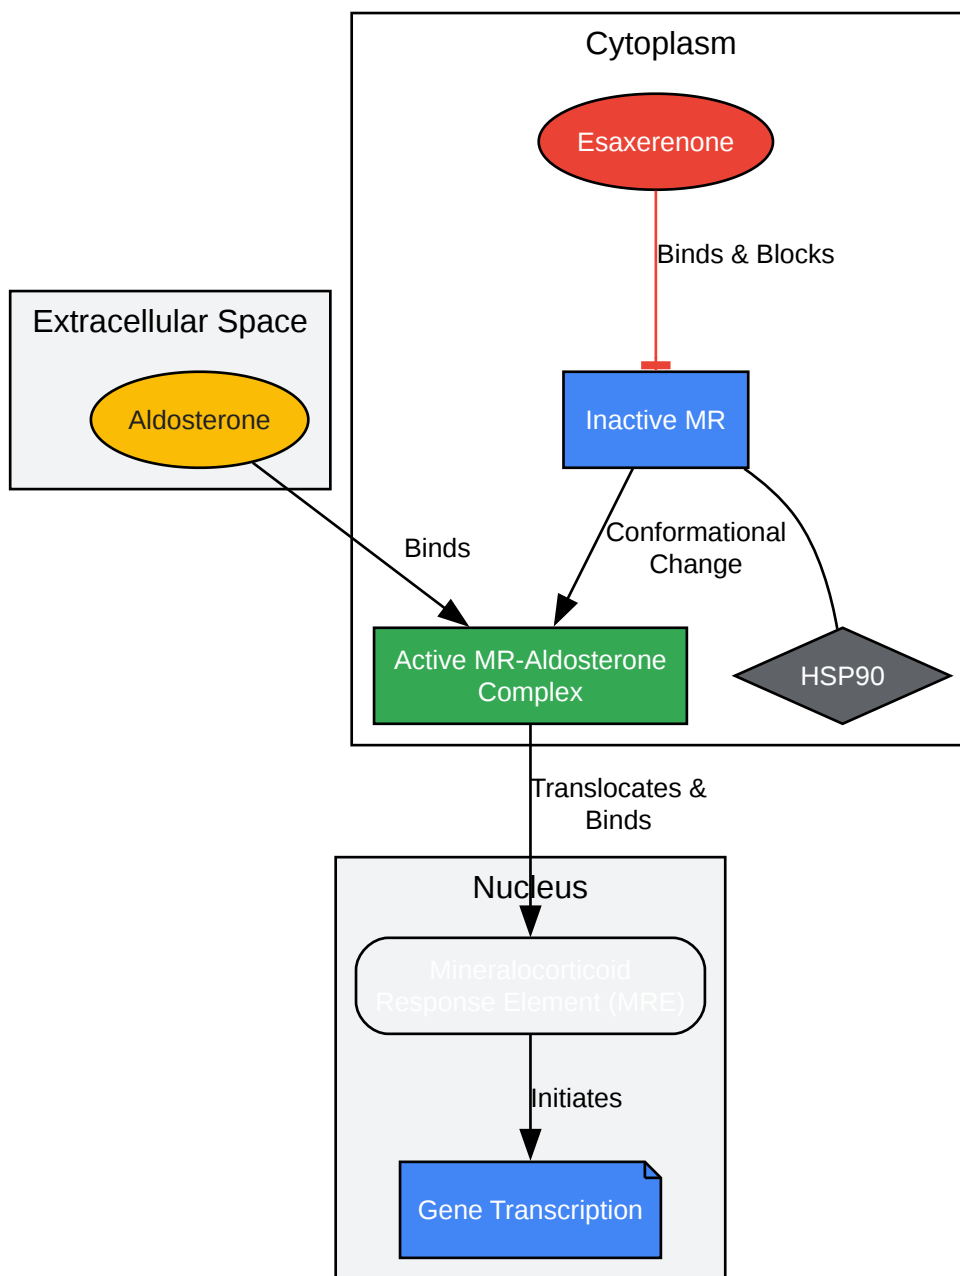 Cytoplasm
Esaxerenone
Binds & Blocks
Extracellular Space
Aldosterone
Inactive MR
Binds
Conformational
Change
Active MR-Aldosterone
Complex
HSP90
Translocates &
Binds
Nucleus
Mineralocorticoid
Response Element (MRE)
Initiates
Gene Transcription